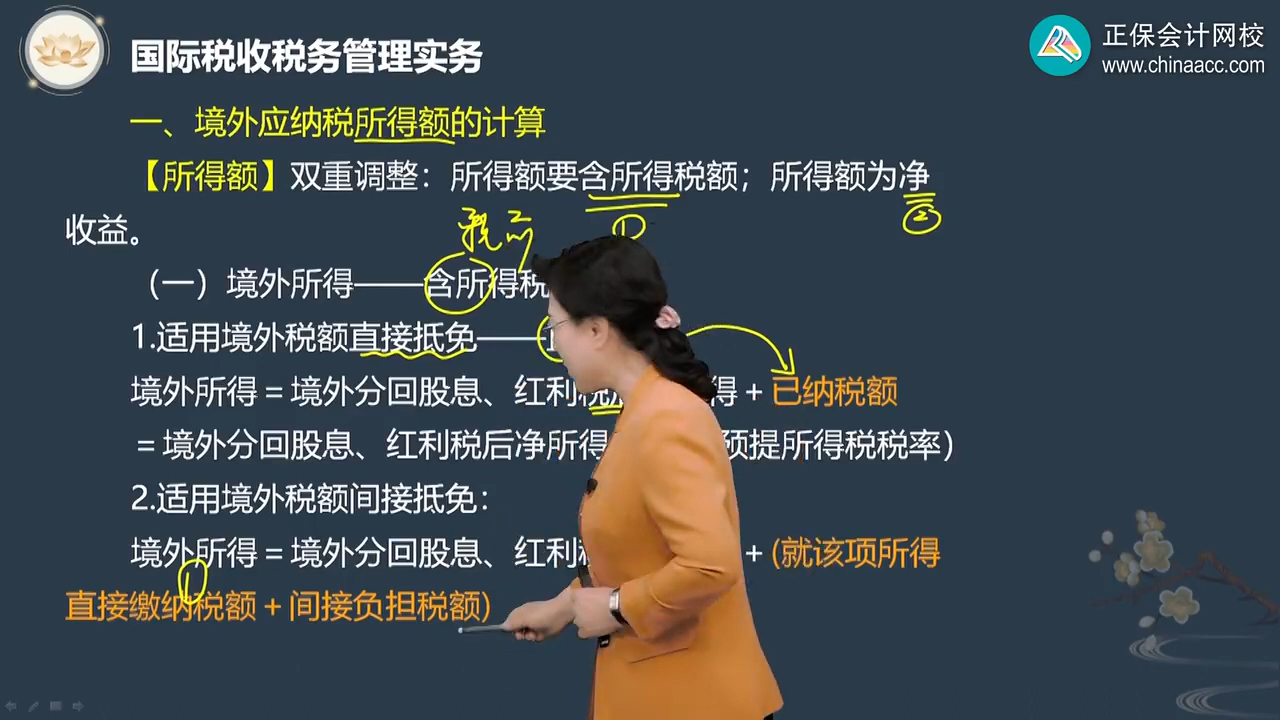 国际税收税务管理实务
正保会计网校
www.chinaacc.com
一、境外应纳税所得额的计算
【所得额】双重调整：所得额要含所得税额；所得额为净
收益。
税前
①
②
（一）境外所得——含所得税
1.适用境外税额直接抵免——
境外所得＝境外分回股息、红利税 得＋已纳税额
＝境外分回股息、红利税后净所得 预提所得税税率）
2.适用境外税额间接抵免：
境外所得＝境外分回股息、红利 ＋(就该项所得
①
直接缴纳税额＋间接负担税额)